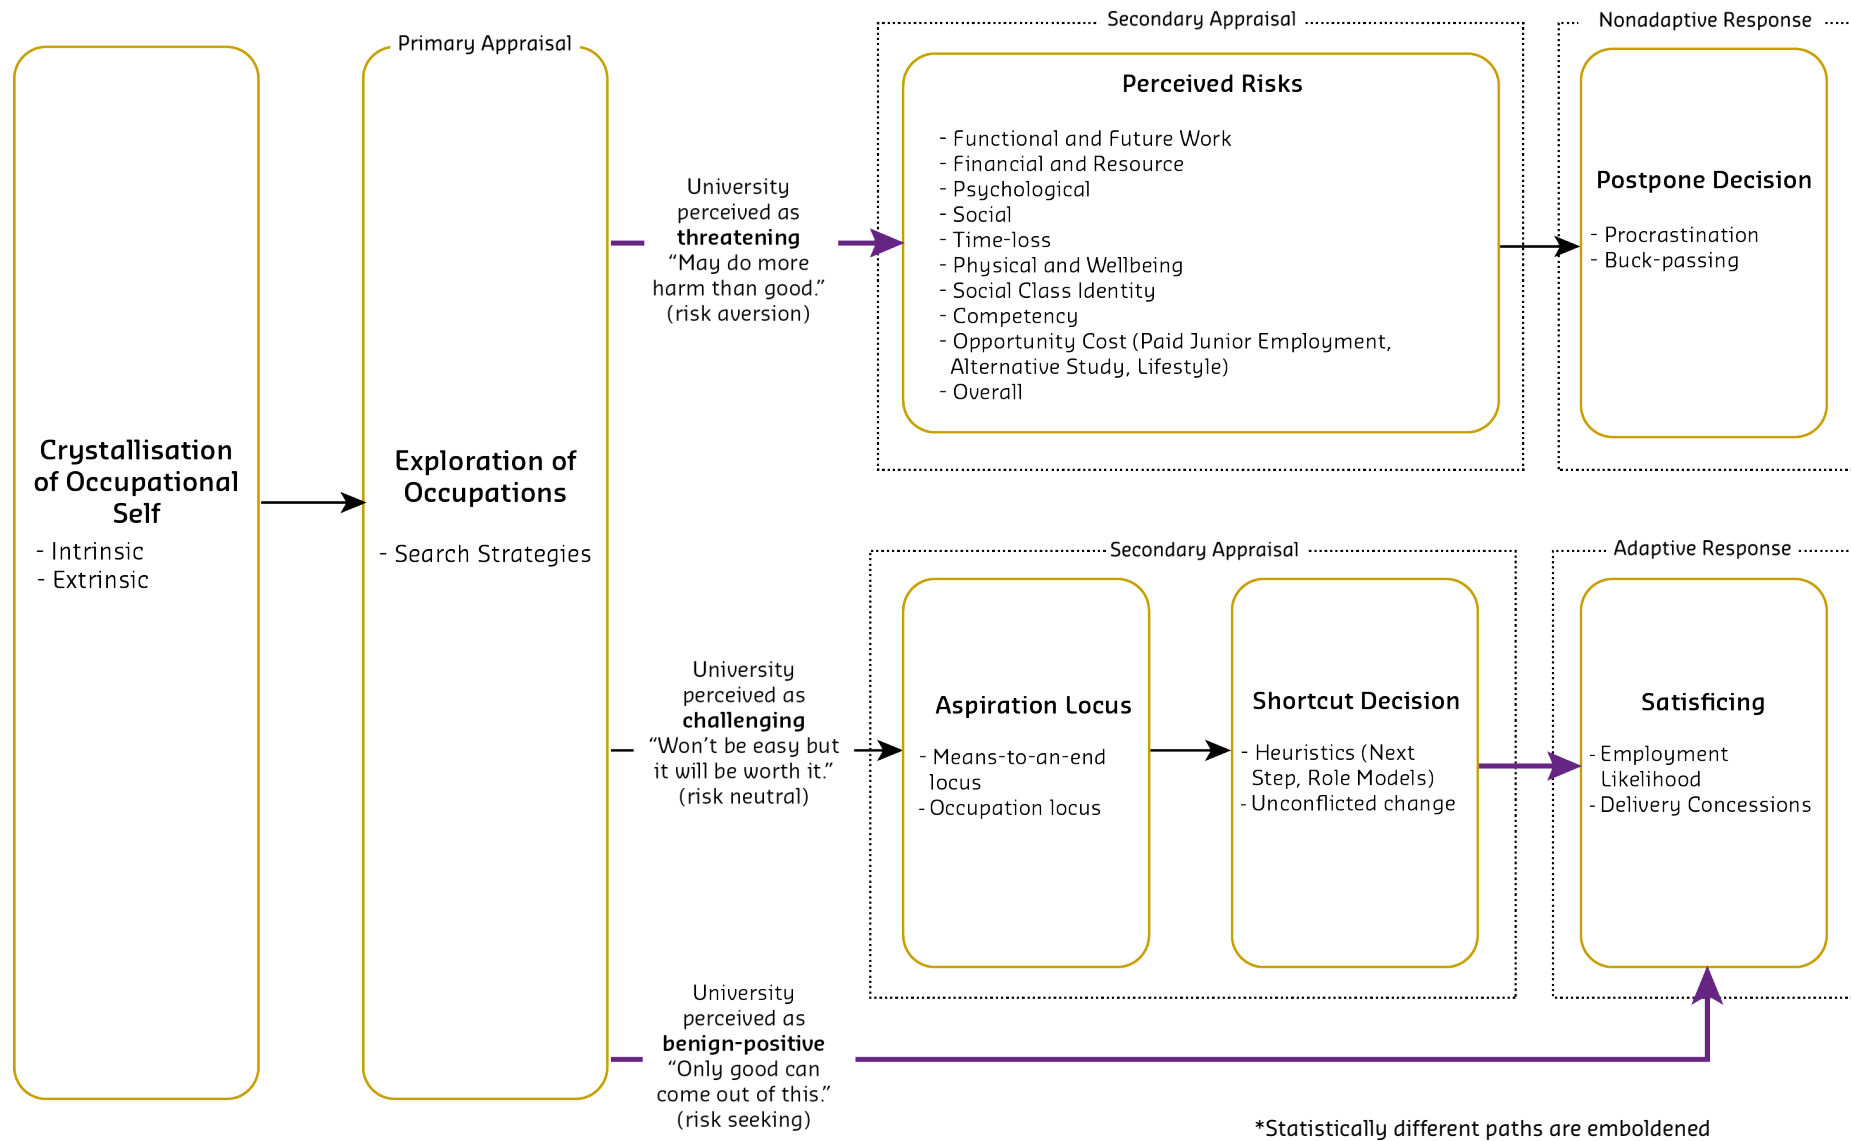 Crystallisation
of Occupational
Self
- Intrinsic
- Extrinsic
Primary Appraisal
Exploration of
Occupations
- Search Strategies
University
perceived as
threatening
“May do more
harm than good.”
(risk aversion)
Secondary Appraisal
Perceived Risks
- Functional and Future Work
- Financial and Resource
- Psychological
- Social
- Time-loss
- Physical and Wellbeing
- Social Class Identity
- Competency
- Opportunity Cost (Paid Junior Employment,
Alternative Study, Lifestyle)
- Overall
Nonadaptive Response
Postpone Decision
- Procrastination
- Buck-passing
University
perceived as
challenging
“Won’t be easy but
it will be worth it.”
(risk neutral)
Secondary Appraisal
Aspiration Locus
- Means-to-an-end
locus
- Occupation locus
Shortcut Decision
- Heuristics (Next
Step, Role Models)
- Unconflicted change
Adaptive Response
Satisficing
- Employment
Likelihood
- Delivery Concessions
University
perceived as
benign-positive
“Only good can
come out of this.”
(risk seeking)
*Statistically different paths are emboldened